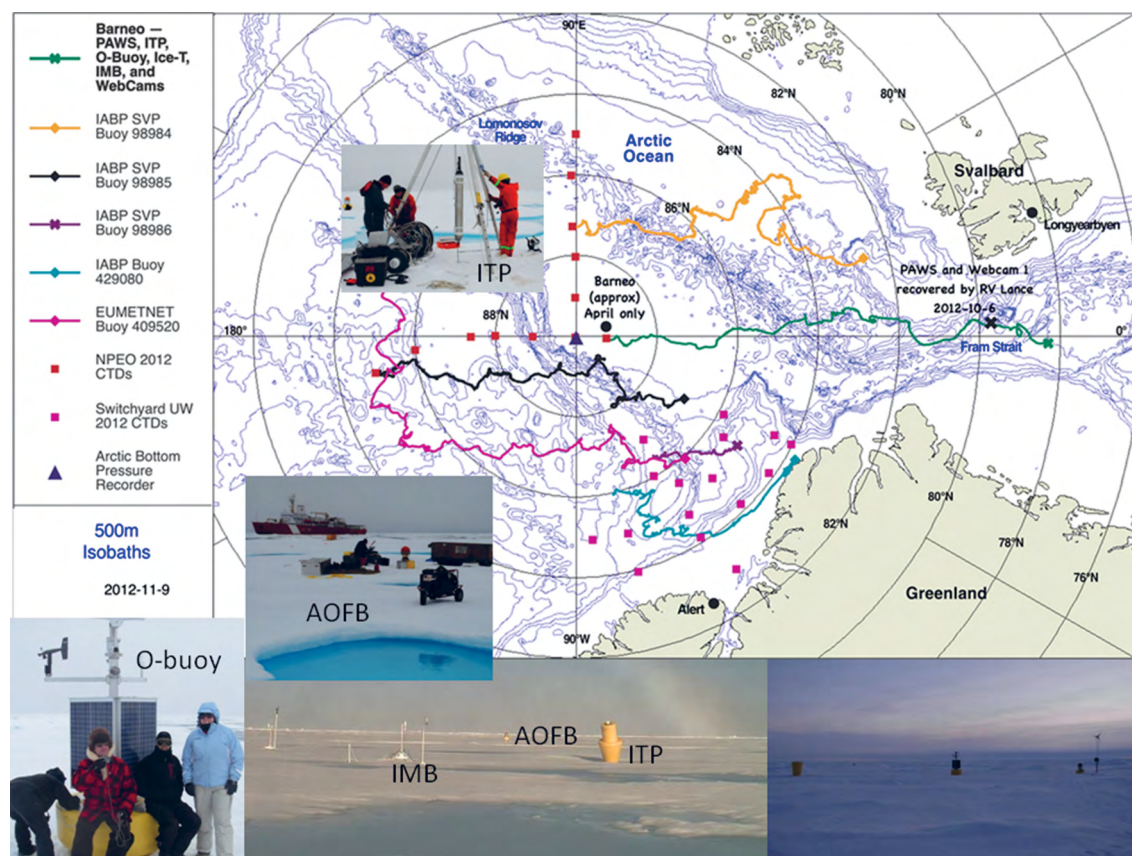 Barneo —
PAWS, ITP,
O-Buoy, Ice-T,
IMB, and
WebCams
IABP SVP
Buoy 98984
IABP SVP
Buoy 98985
IABP SVP
Buoy 98986
IABP Buoy
429080
EUMETNET
Buoy 409520
NPEO 2012
CTDs
Switchyard UW
2012 CTDs
Arctic Bottom
Pressure
Recorder
500m
Isobaths
2012-11-9
90°E
82°N
80°N
Lomonosov
Ridge
Arctic
Ocean
84°N
86°N
Svalbard
Longyearbyen
ITP
PAWS and Webcam 1
recovered by RV Lance
2012-10-6
Barneo
(approx)
April only
88°N
180°
0°
Fram Strait
80°N
82°N
78°N
76°N
Greenland
Alert
90°W
AOFB
O-buoy
AOFB
ITP
IMB